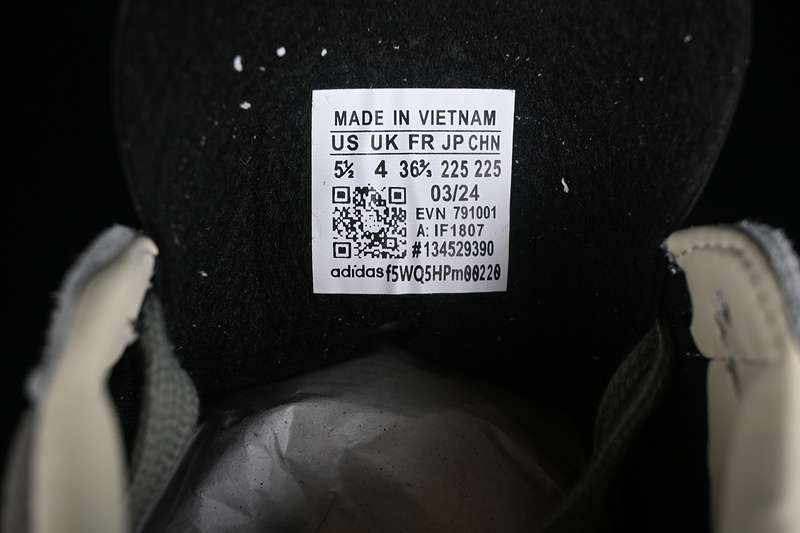 MADE IN VIETNAM
US UK FR JP CHN
5½ 4 36⅔ 225 225
03/24
EVN 791001
A: IF1807
#134529390
adidas f5WQ5HPm00220